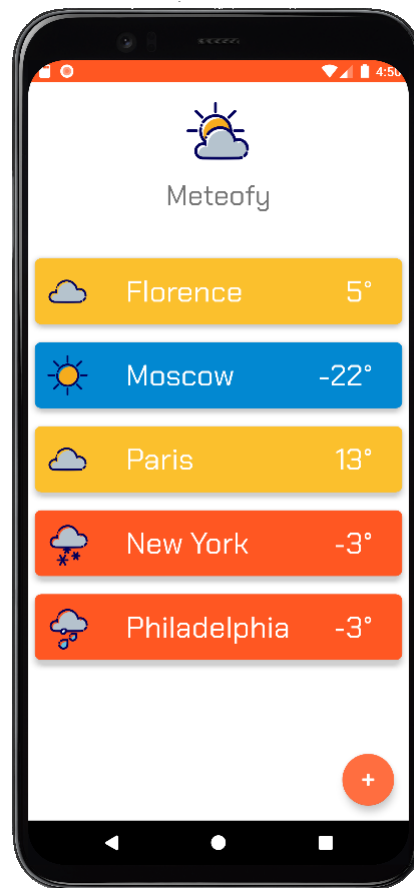 4:50
Meteofy
Florence 5°
Moscow -22°
Paris 13°
New York -3°
Philadelphia -3°
+